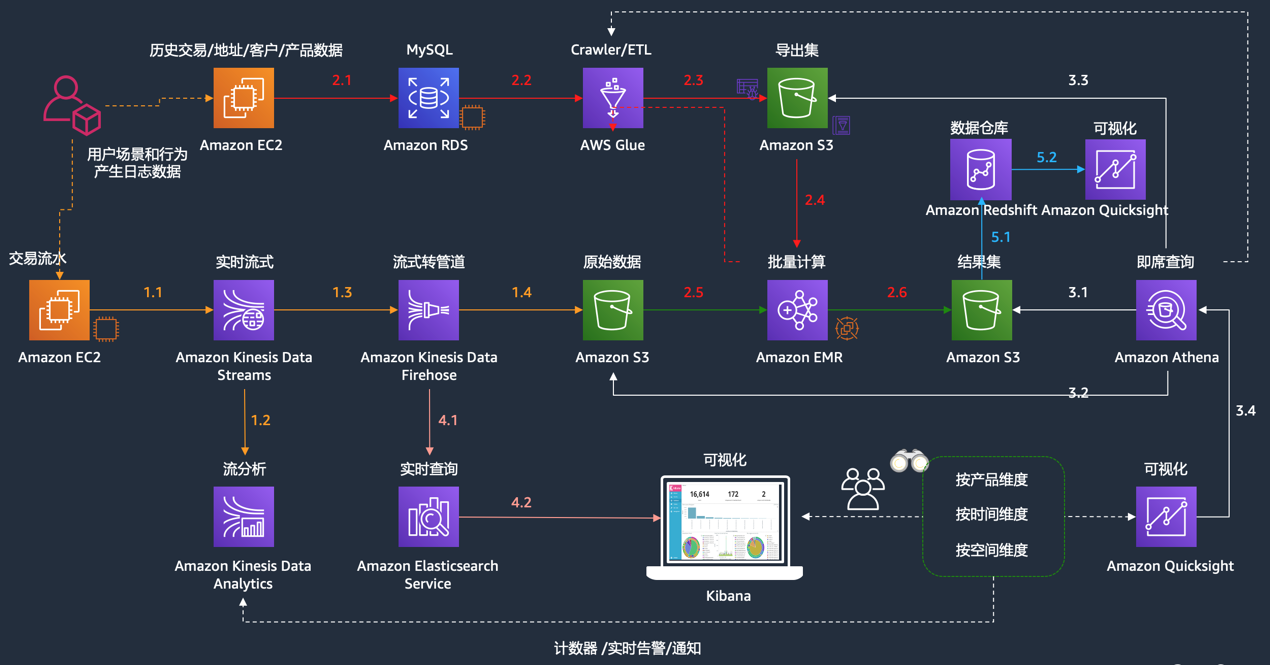 历史交易/地址/客户/产品数据
MySQL
Crawler/ETL
导出集
2.1
2.2
2.3
3.3
Amazon EC2
Amazon RDS
AWS Glue
Amazon S3
用户场景和行为
产生日志数据
数据仓库
可视化
5.2
2.4
Amazon Redshift
Amazon Quicksight
5.1
交易流水
实时流式
流式转管道
原始数据
批量计算
结果集
即席查询
1.1
1.3
1.4
2.5
2.6
3.1
Amazon EC2
Amazon Kinesis Data
Streams
Amazon Kinesis Data
Firehose
Amazon S3
Amazon EMR
Amazon S3
Amazon Athena
3.2
3.4
1.2
4.1
流分析
实时查询
可视化
可视化
4.2
16,614
172
2
按产品维度
按时间维度
按空间维度
Amazon Kinesis Data
Analytics
Amazon Elasticsearch
Service
Kibana
Amazon Quicksight
计数器 /实时告警/通知